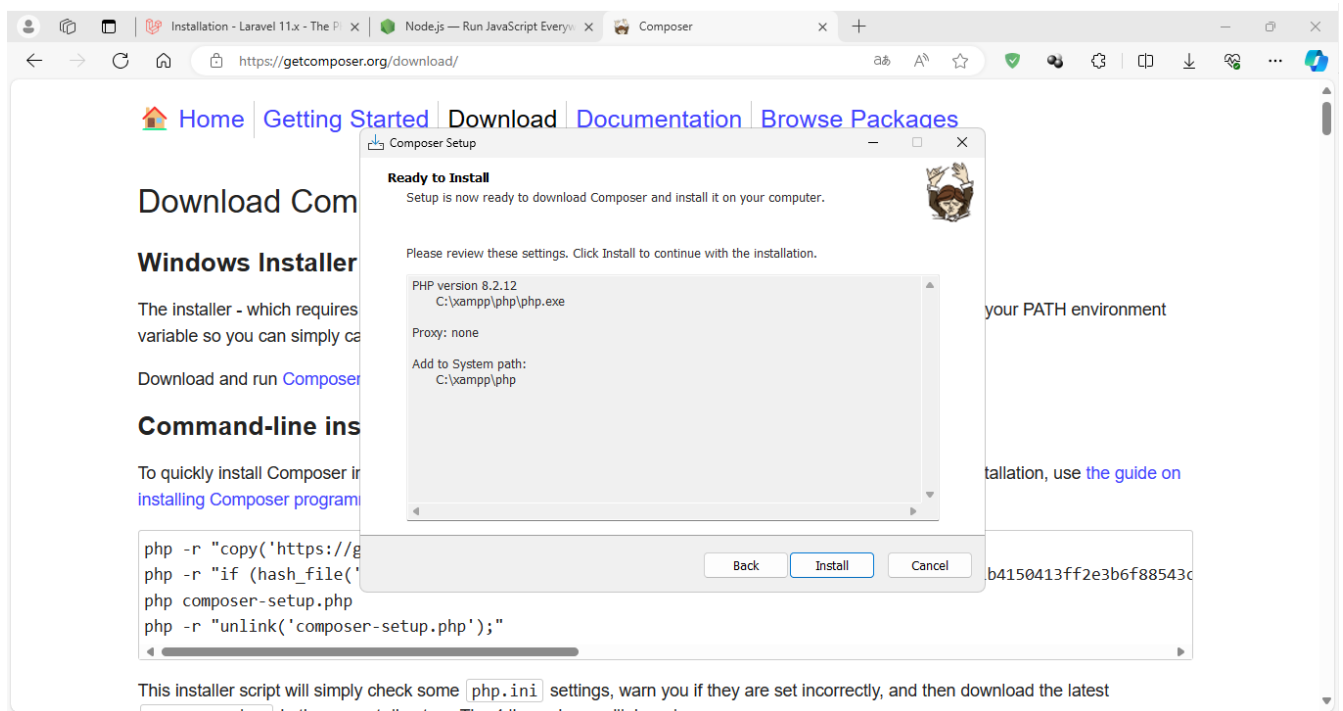 Installation - Laravel 11.x - The P
Node.js — Run JavaScript Everyw
Composer
https://getcomposer.org/download/
Home
Getting Started
Download
Documentation
Browse Packages
Composer Setup
Ready to Install
Setup is now ready to download Composer and install it on your computer.
Please review these settings. Click Install to continue with the installation.
PHP version 8.2.12
C:\xampp\php\php.exe
Proxy: none
Add to System path:
C:\xampp\php
Back
Install
Cancel
Download Com
Windows Installer
The installer - which requires
your PATH environment
variable so you can simply ca
Download and run Composer
Command-line ins
To quickly install Composer in
tallation, use the guide on
installing Composer program
php -r "copy('https://g
php -r "if (hash_file('
b4150413ff2e3b6f88543c
php composer-setup.php
php -r "unlink('composer-setup.php');"
This installer script will simply check some php.ini settings, warn you if they are set incorrectly, and then download the latest